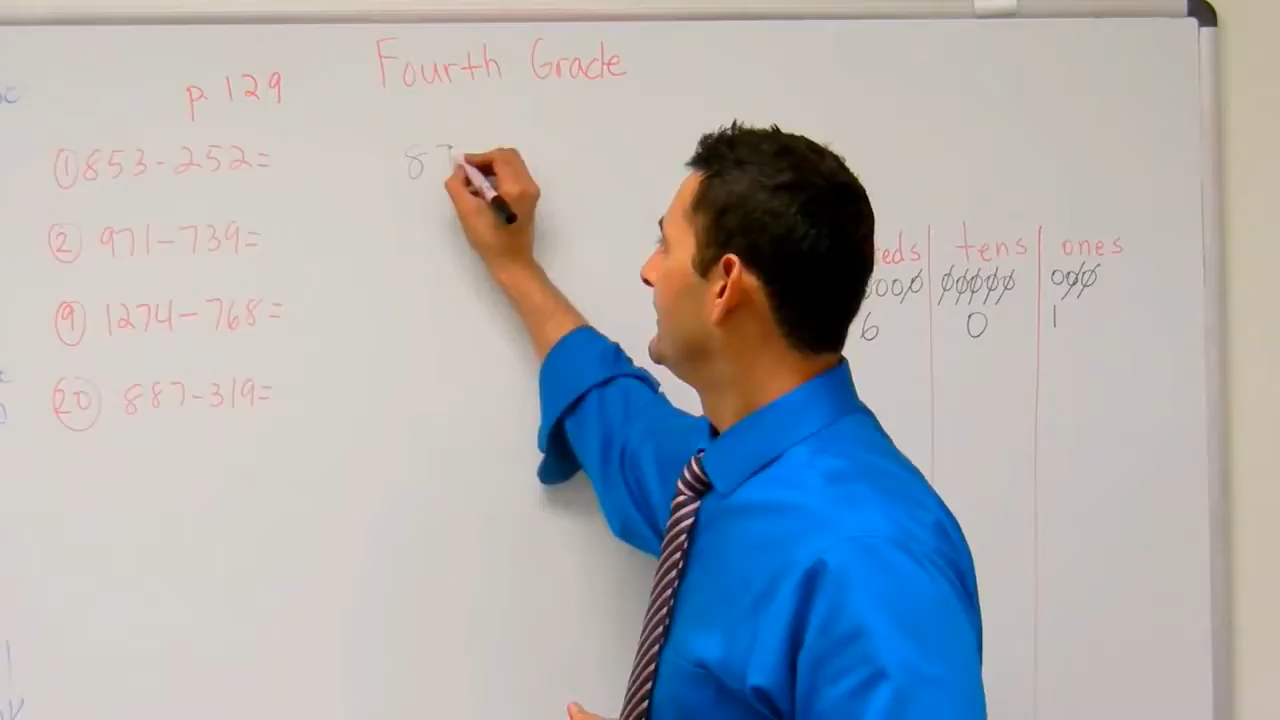 Fourth Grade
p. 129
① 853-252=
② 971-739=
⑨ 1274-768=
⑳ 887-319=
8
tens ones
6 0 1